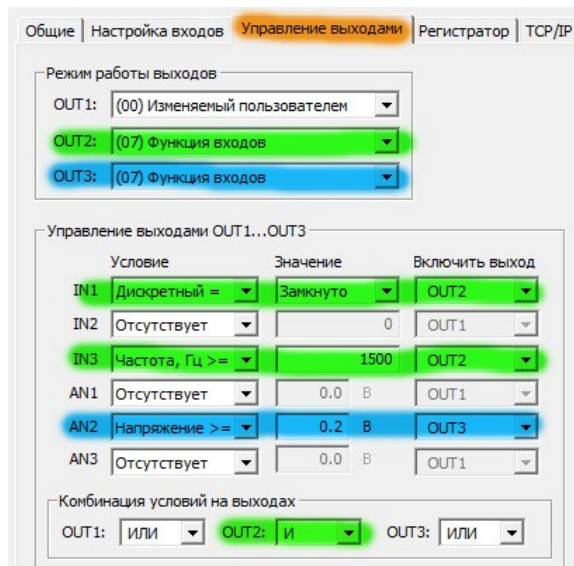 Общие Настройка входов Управление выходами Регистратор TCP/IP
Режим работы выходов
OUT1: (00) Изменяемый пользователем
OUT2: (07) Функция входов
OUT3: (07) Функция входов
Управление выходами OUT1...OUT3
Условие Значение Включить выход
IN1 Дискретный = Замкнуто OUT2
IN2 Отсутствует 0 OUT1
IN3 Частота, Гц >= 1500 OUT2
AN1 Отсутствует 0.0 В OUT1
AN2 Напряжение >= 0.2 В OUT3
AN3 Отсутствует 0.0 В OUT1
Комбинация условий на выходах
OUT1: ИЛИ OUT2: И OUT3: ИЛИ